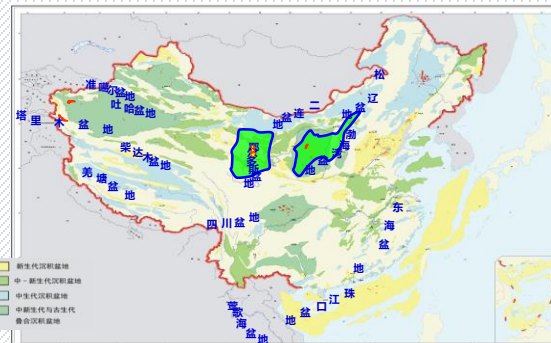 准噶尔盆地
吐哈盆地
塔里木盆地
柴达木盆地
羌塘盆地
二连盆地
松辽盆地
渤海湾盆地
鄂尔多斯盆地
四川盆地
东海盆地
珠江口盆地
莺歌海盆地
新生代沉积盆地
中-新生代沉积盆地
中生代沉积盆地
中新生代与古生代
叠合沉积盆地